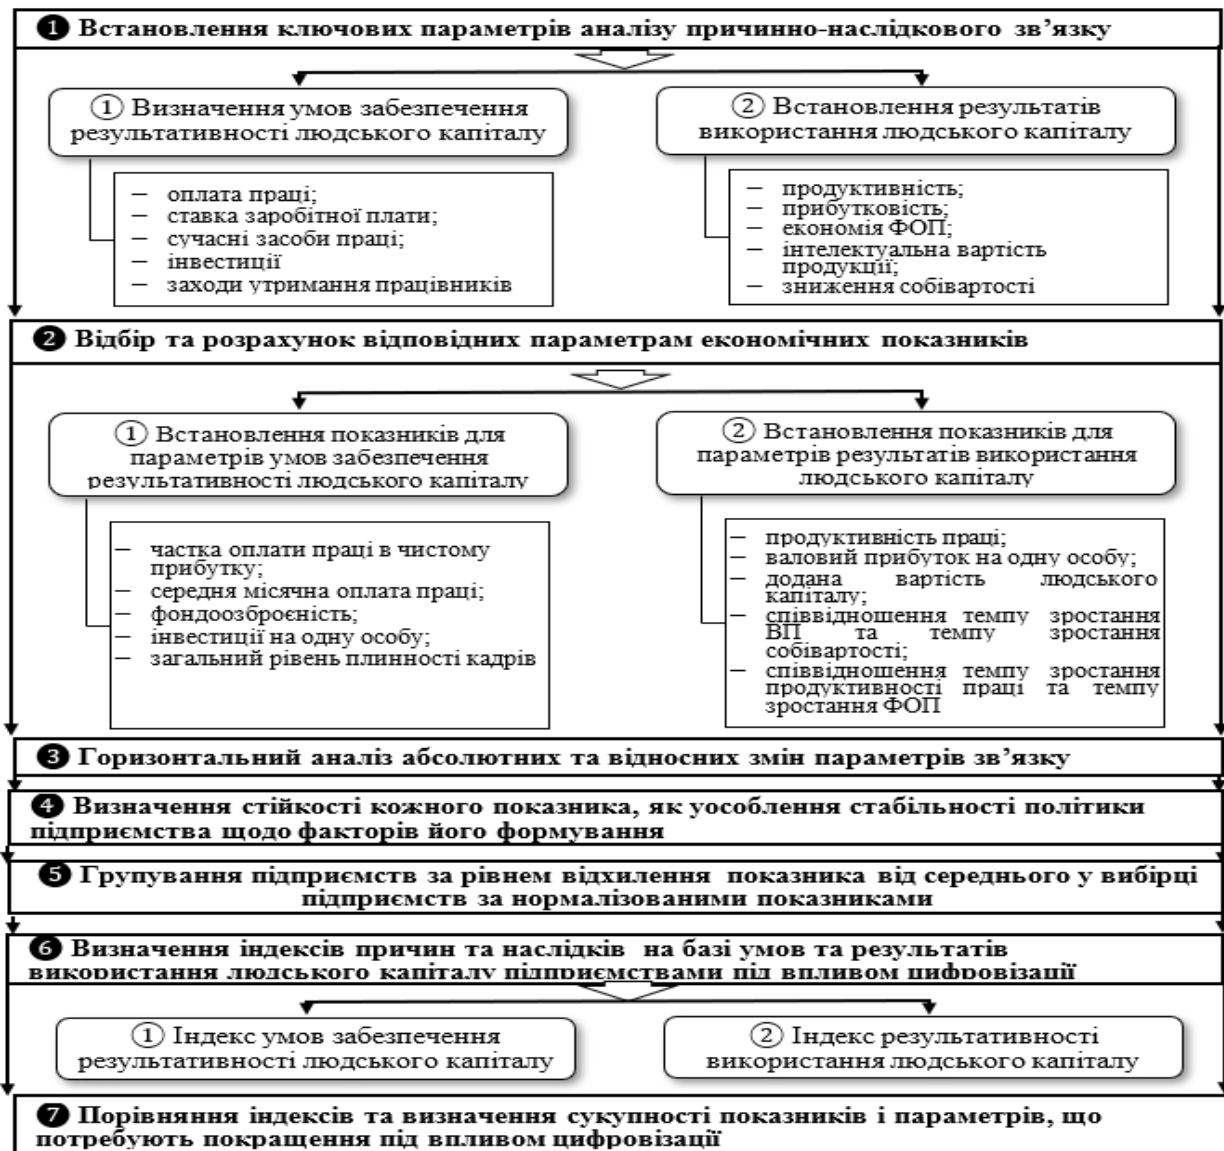 ❶ Встановлення ключових параметрів аналізу причинно-наслідкового зв’язку
① Визначення умов забезпечення
результативності людського капіталу
– оплата праці;
– ставка заробітної плати;
– сучасні засоби праці;
– інвестиції
– заходи утримання працівників
② Встановлення результатів
використання людського капіталу
– продуктивність;
– прибутковість;
– економія ФОП;
– інтелектуальна вартість
продукції;
– зниження собівартості
❷ Відбір та розрахунок відповідних параметрам економічних показників
① Встановлення показників для
параметрів умов забезпечення
результативності людського капіталу
– частка оплати праці в чистому
прибутку;
– середня місячна оплата праці;
– фондоозброєність;
– інвестиції на одну особу;
– загальний рівень плинності кадрів
② Встановлення показників для
параметрів результатів використання
людського капіталу
– продуктивність праці;
– валовий прибуток на одну особу;
– додана вартість людського
капіталу;
– співвідношення темпу зростання
ВП та темпу зростання
собівартості;
– співвідношення темпу зростання
продуктивності праці та темпу
зростання ФОП
❸ Горизонтальний аналіз абсолютних та відносних змін параметрів зв’язку
❹ Визначення стійкості кожного показника, як уособлення стабільності політики
підприємства щодо факторів його формування
❺ Групування підприємств за рівнем відхилення показника від середнього у вибірці
підприємств за нормалізованими показниками
❻ Визначення індексів причин та наслідків на базі умов та результатів
використання людського капіталу підприємствами під впливом цифровізації
① Індекс умов забезпечення
результативності людського капіталу
② Індекс результативності
використання людського капіталу
❼ Порівняння індексів та визначення сукупності показників і параметрів, що
потребують покращення під впливом цифровізації